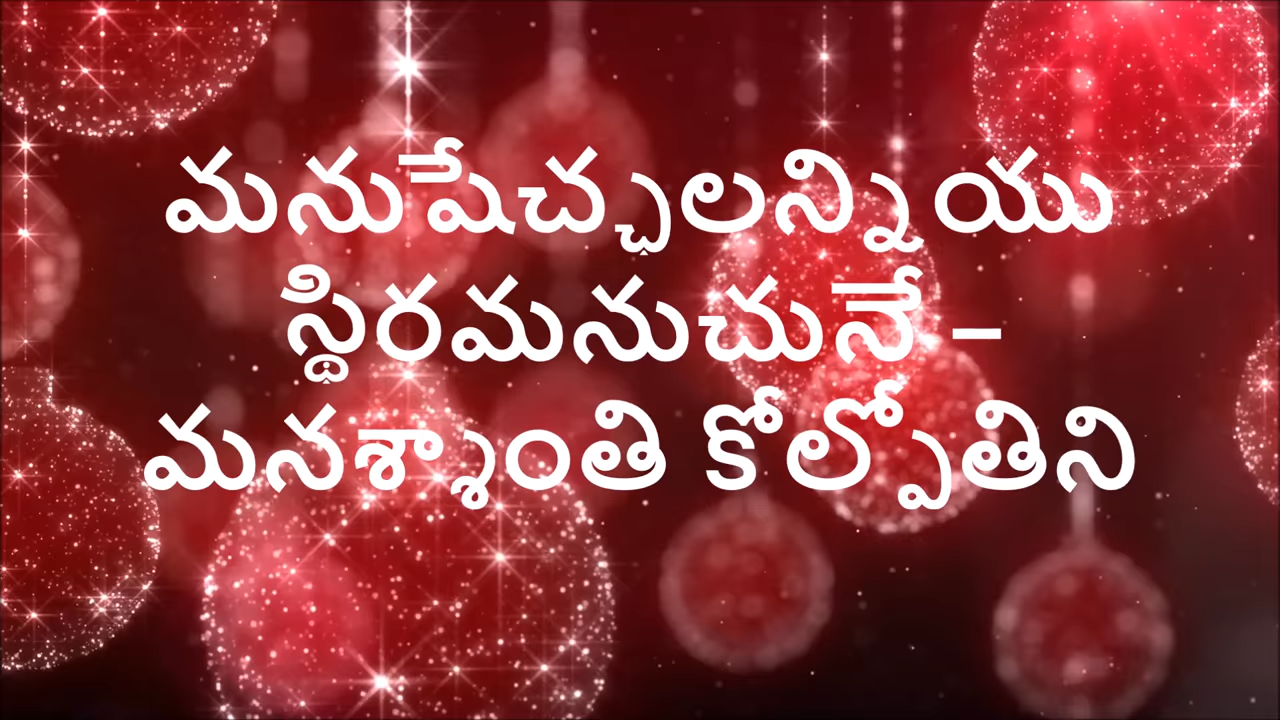 మనుషేచ్ఛలన్నియు
స్థిరమనుచునే –
మనశ్శాంతి కోల్పోతిని